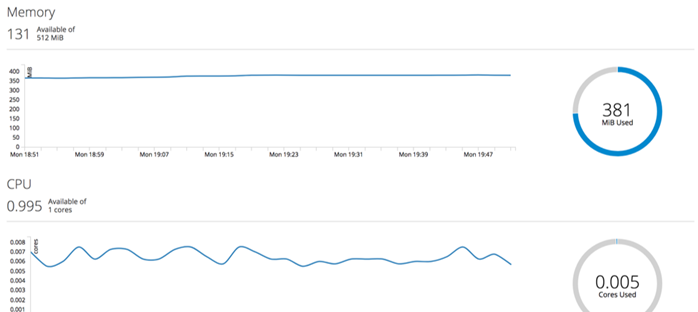 Memory
131 Available of
512 MiB
MiB
400
350
300
250
200
150
100
50
0
Mon 18:51 Mon 18:59 Mon 19:07 Mon 19:15 Mon 19:23 Mon 19:31 Mon 19:39 Mon 19:47
381
MiB Used
CPU
0.995 Available of
1 cores
cores
0.008
0.007
0.006
0.005
0.004
0.003
0.002
0.001
0.005
Cores Used